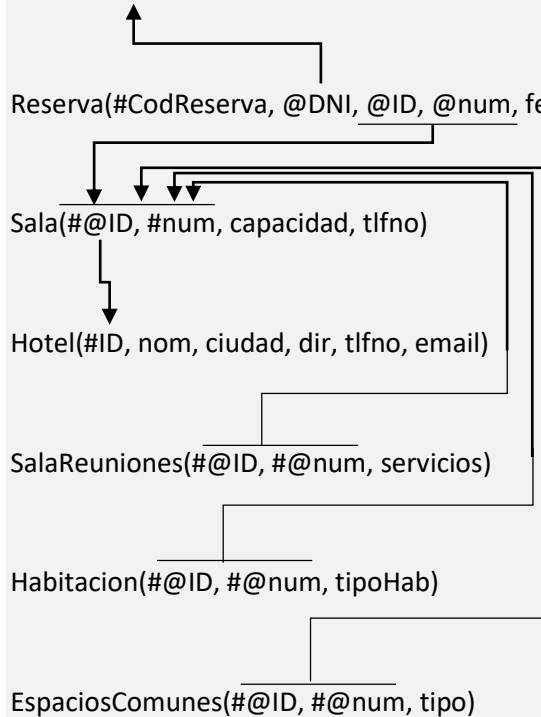 Reserva(#CodReserva, @DNI, @ID, @num, fe
Sala(#@ID, #num, capacidad, tlfno)
Hotel(#ID, nom, ciudad, dir, tlfno, email)
SalaReuniones(#@ID, #@num, servicios)
Habitacion(#@ID, #@num, tipoHab)
EspaciosComunes(#@ID, #@num, tipo)